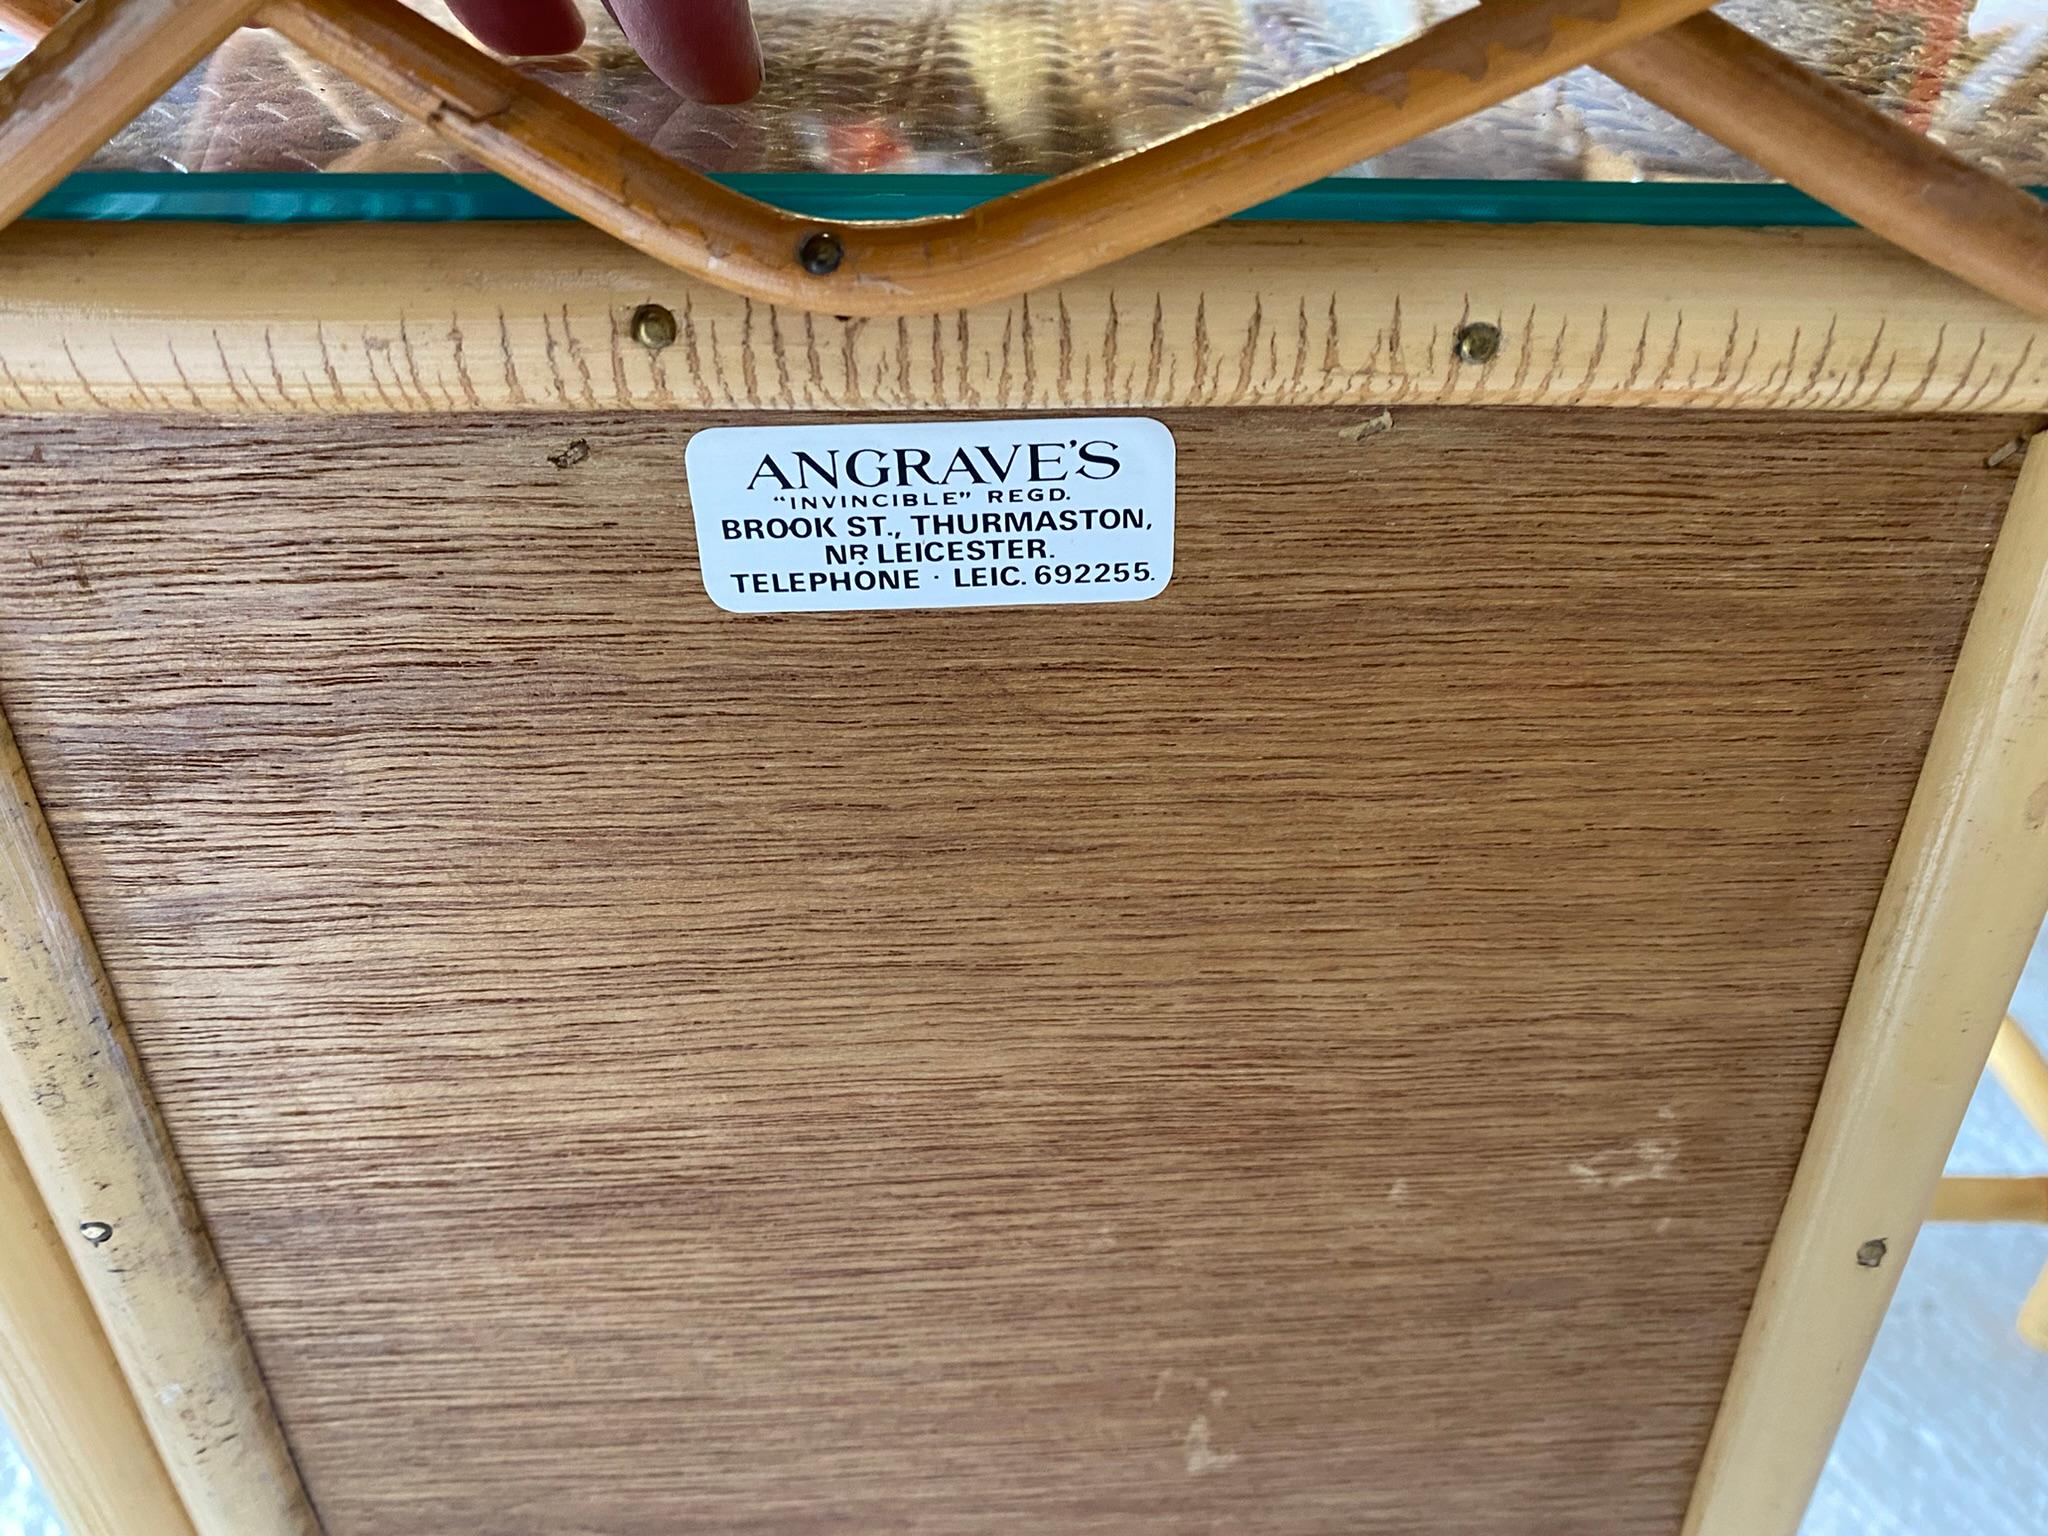 ANGRAVE'S
"INVINCIBLE" REGD.
BROOK ST., THURMASTON,
NR. LEICESTER.
TELEPHONE · LEIC. 692255.